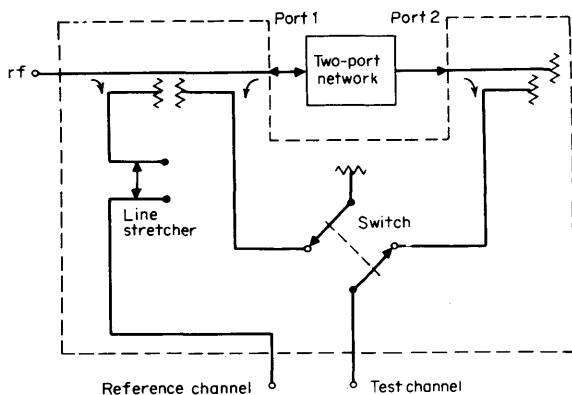 Port 1
Port 2
rf
Two-port
network
Line
stretcher
Switch
Reference channel
Test channel